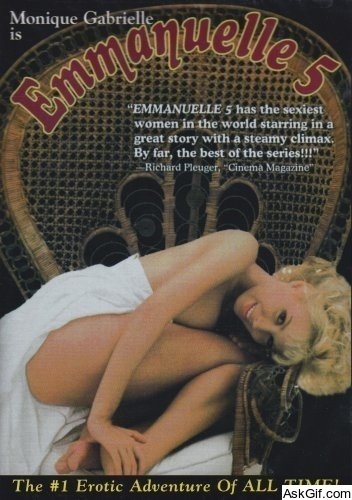 Monique Gabrielle
is
Emmanuelle 5
"EMMANUELLE 5 has the sexiest
women in the world starring in a
great story with a steamy climax.
By far, the best of the series!!!"
—Richard Pleuger, "Cinema Magazine"
The #1 Erotic Adventure Of ALL TIME!
AskGif.com